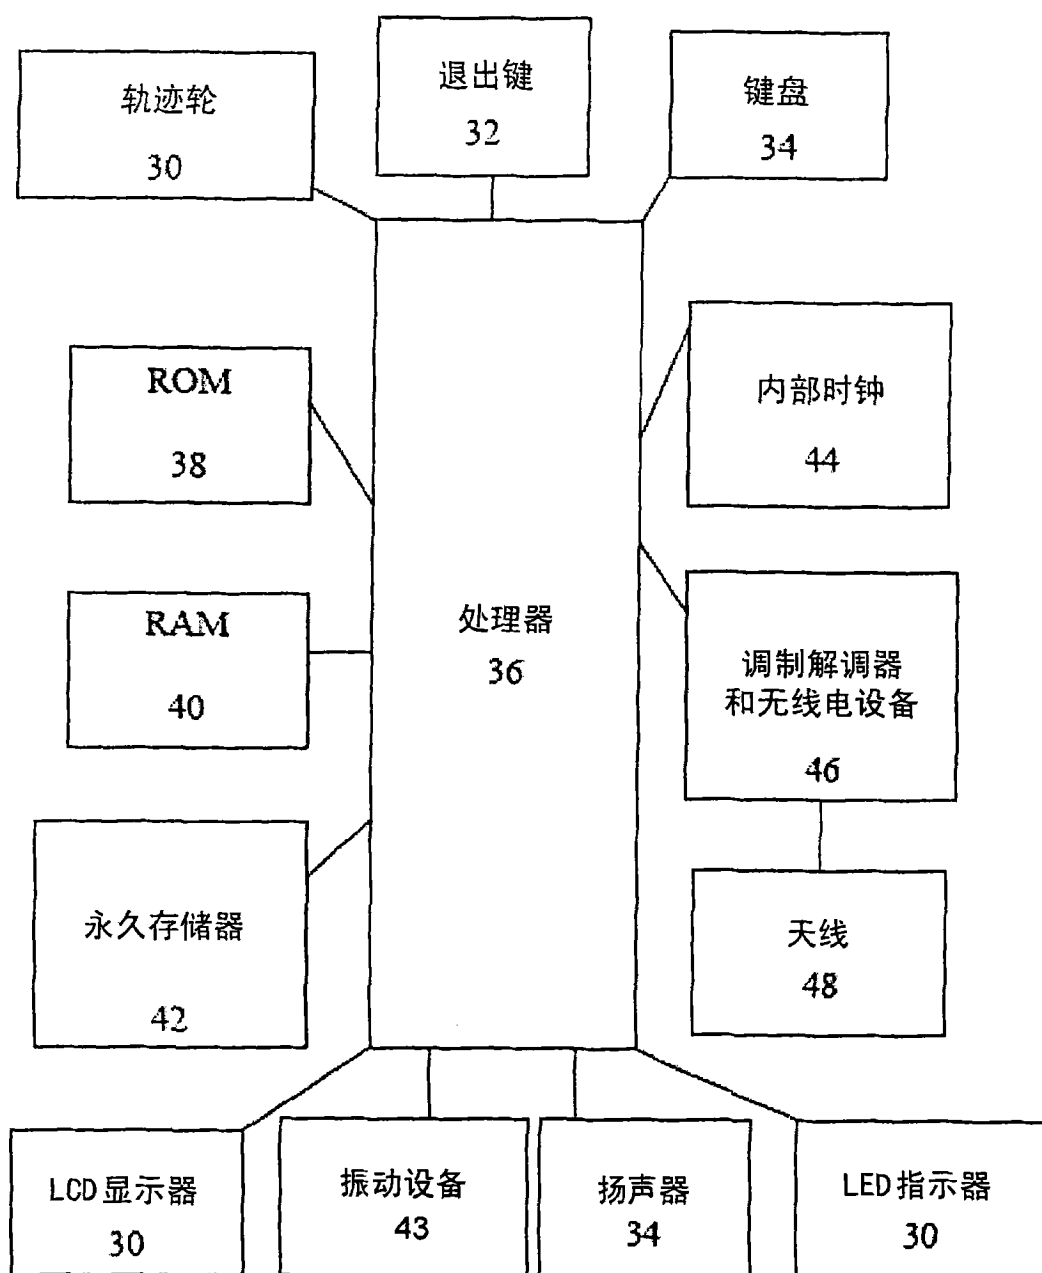 轨迹轮
30
退出键
32
键盘
34
ROM
38
内部时钟
44
RAM
40
处理器
36
调制解调器
和无线电设备
46
永久存储器
42
天线
48
LCD显示器
30
振动设备
43
扬声器
34
LED指示器
30